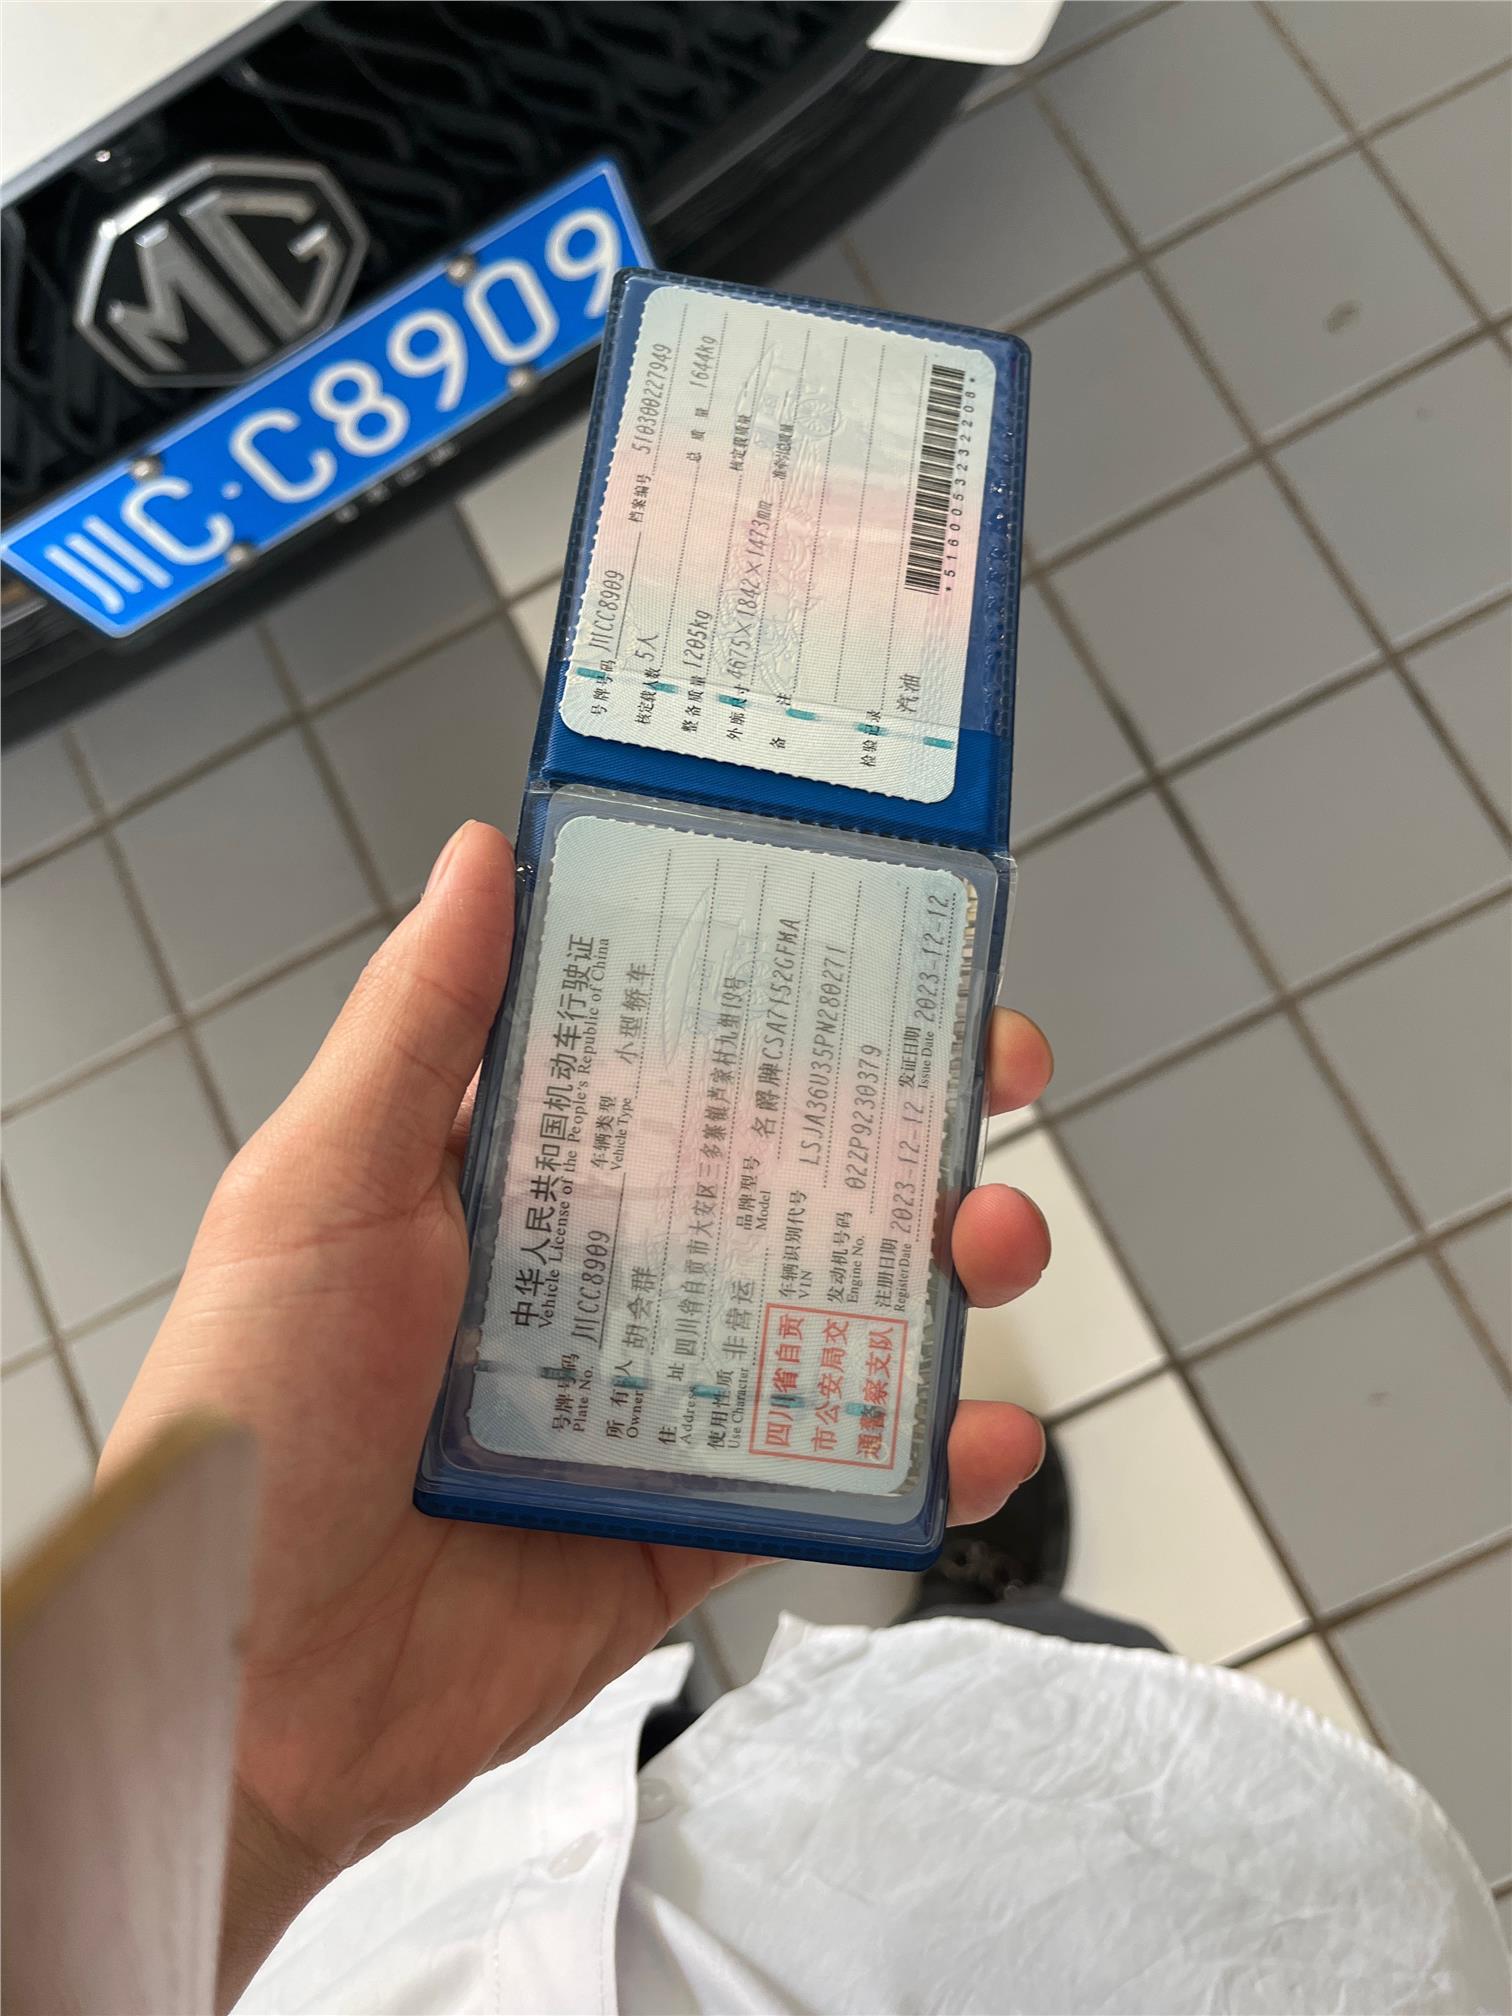 MG
川C·C8909
中华人民共和国机动车行驶证
Vehicle License of the People's Republic of China
号牌号码 川CC8909 车辆类型 小型轿车
Plate No. Vehicle Type
所有人 胡会群
Owner
住址 四川省自贡市大安区三多寨镇芦家村九组19号
Address
使用性质 非营运 品牌型号 名爵牌CSA7152GFMA
Use Character Model
四川省自贡
市公安局交
通警察支队
车辆识别代号 LSJA36U35PN280271
VIN
发动机号码 022P9230379
Engine No.
注册日期 2023-12-12 发证日期 2023-12-12
Register Date Issue Date
号牌号码 川CC8909 档案编号 510300227949
核定载人数 5人 总质量 1644kg
整备质量 1205kg 核定载质量
外廓尺寸 4675×1842×1473mm 准牵引总质量
备注
检验记录 汽油
*5160053232208*